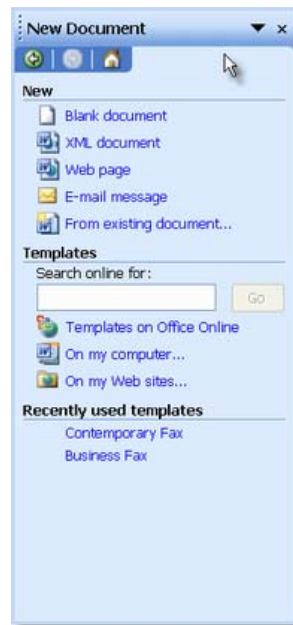 New Document
New
Blank document
XML document
Web page
E-mail message
From existing document...
Templates
Search online for:
Go
Templates on Office Online
On my computer...
On my Web sites...
Recently used templates
Contemporary Fax
Business Fax